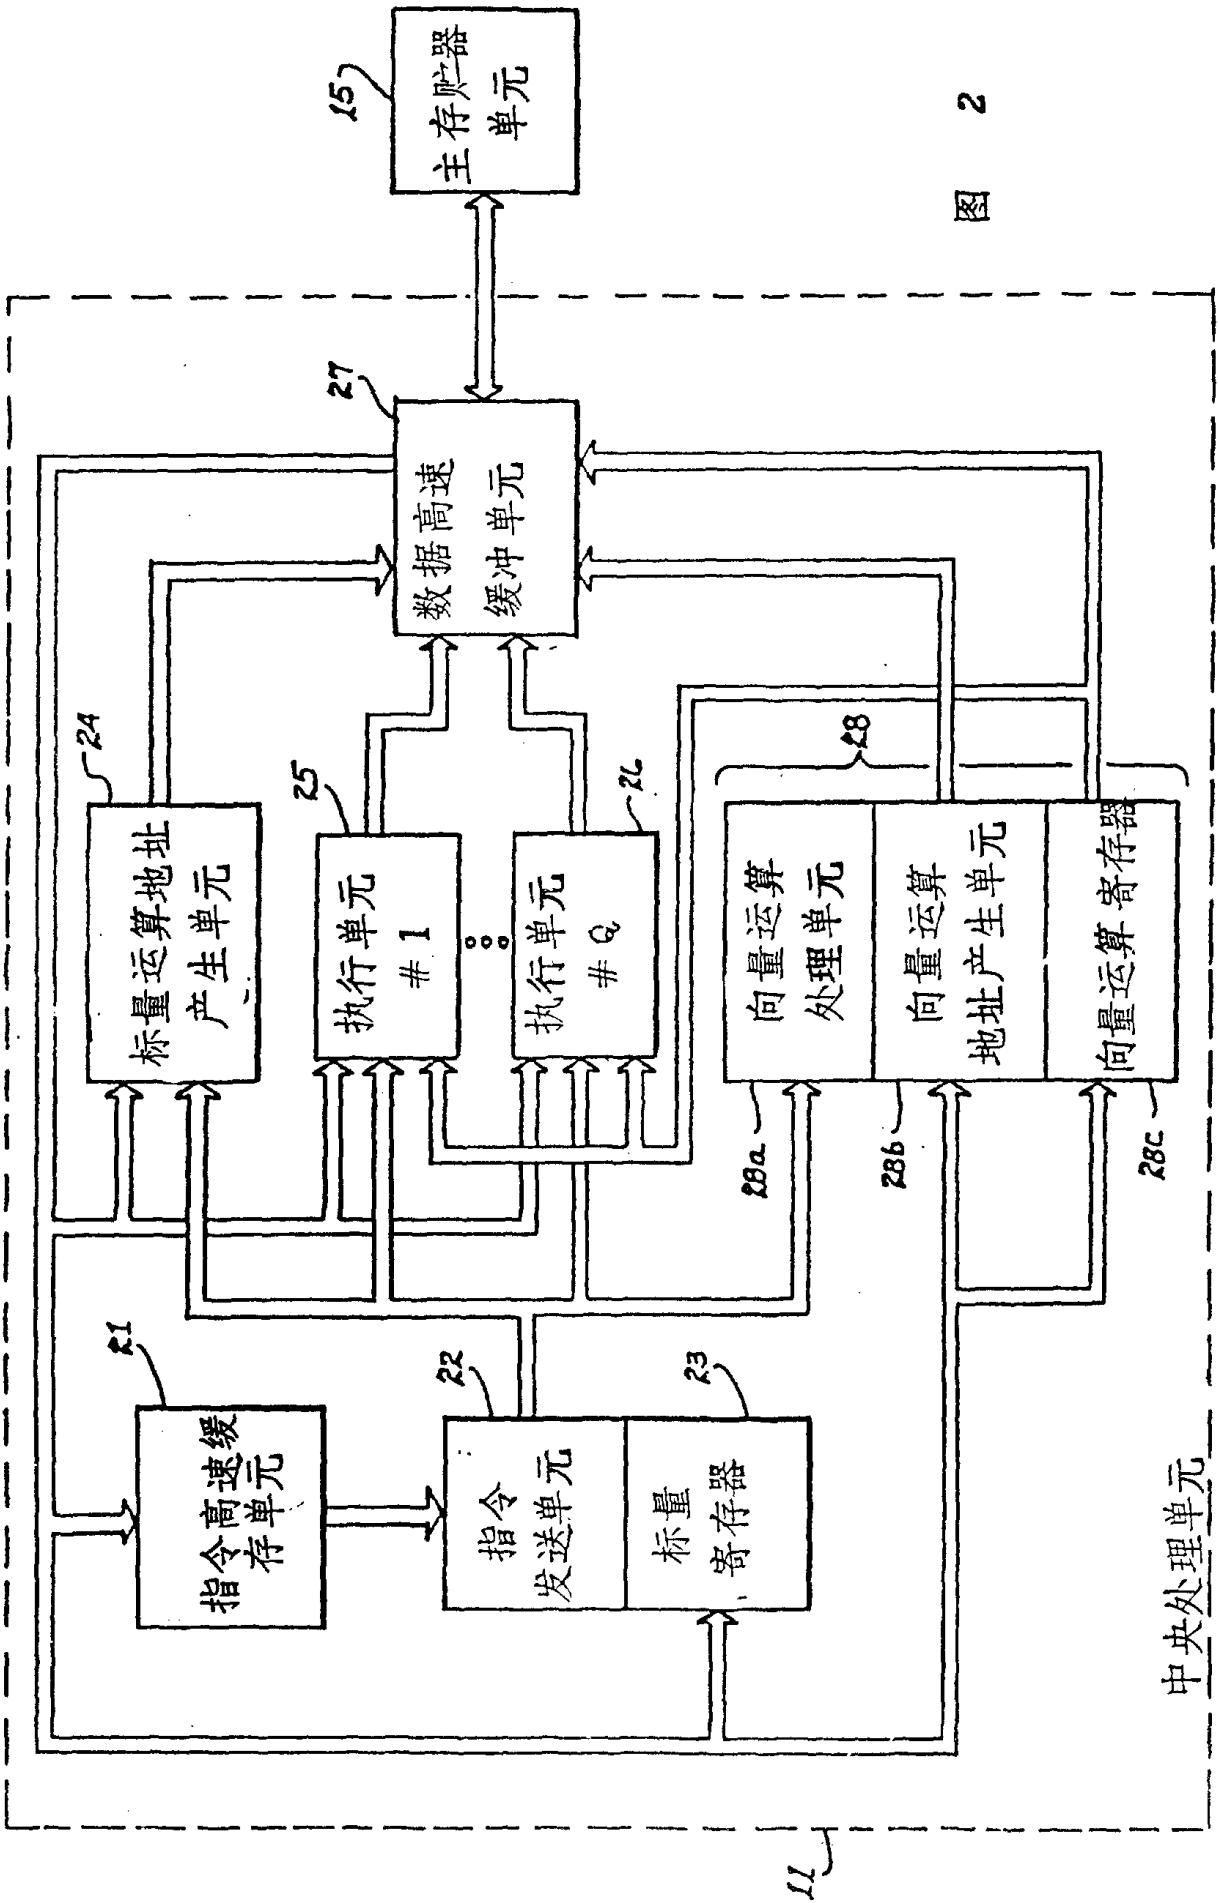 15
主存贮器
单元
图 2
27
数据高速
缓冲单元
24
标量运算地址
产生单元
25
执行单元
# 1
26
执行单元
# Q
28
向量运算
处理单元
28a
向量运算
地址产生单元
28b
向量运算寄存器
28c
21
指令高速缓
存单元
22
指令
发送单元
23
标量
寄存器
中央处理单元
11